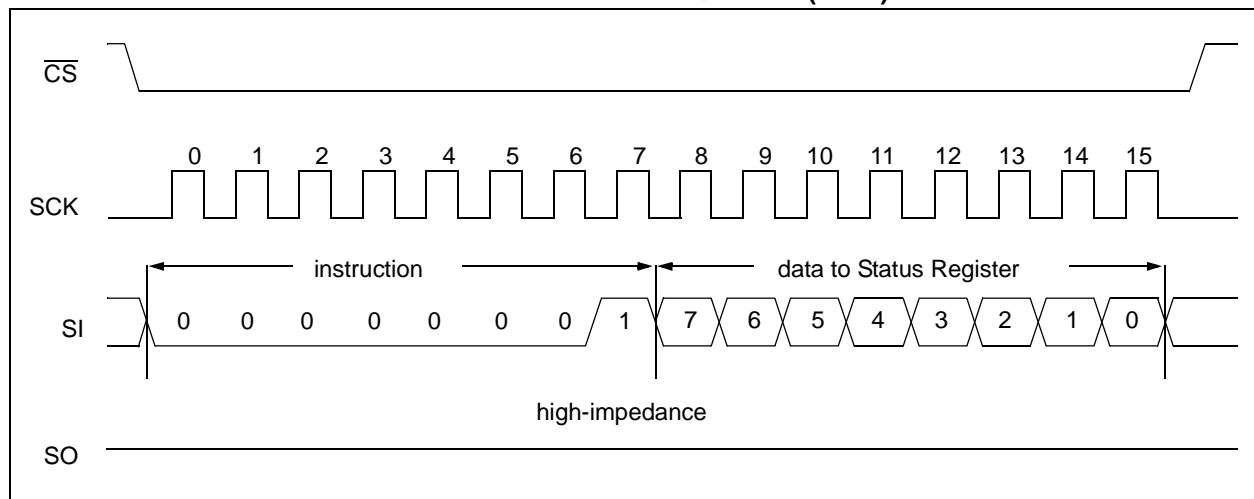 CS
0 1 2 3 4 5 6 7 8 9 10 11 12 13 14 15
SCK
instruction data to Status Register
SI 0 0 0 0 0 0 0 1 7 6 5 4 3 2 1 0
high-impedance
SO